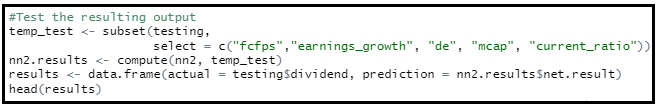 #Test the resulting output
temp_test <- subset(testing,
select = c("fcfps","earnings_growth", "de", "mcap", "current_ratio"))
nn2.results <- compute(nn2, temp_test)
results <- data.frame(actual = testing$dividend, prediction = nn2.results$net.result)
head(results)